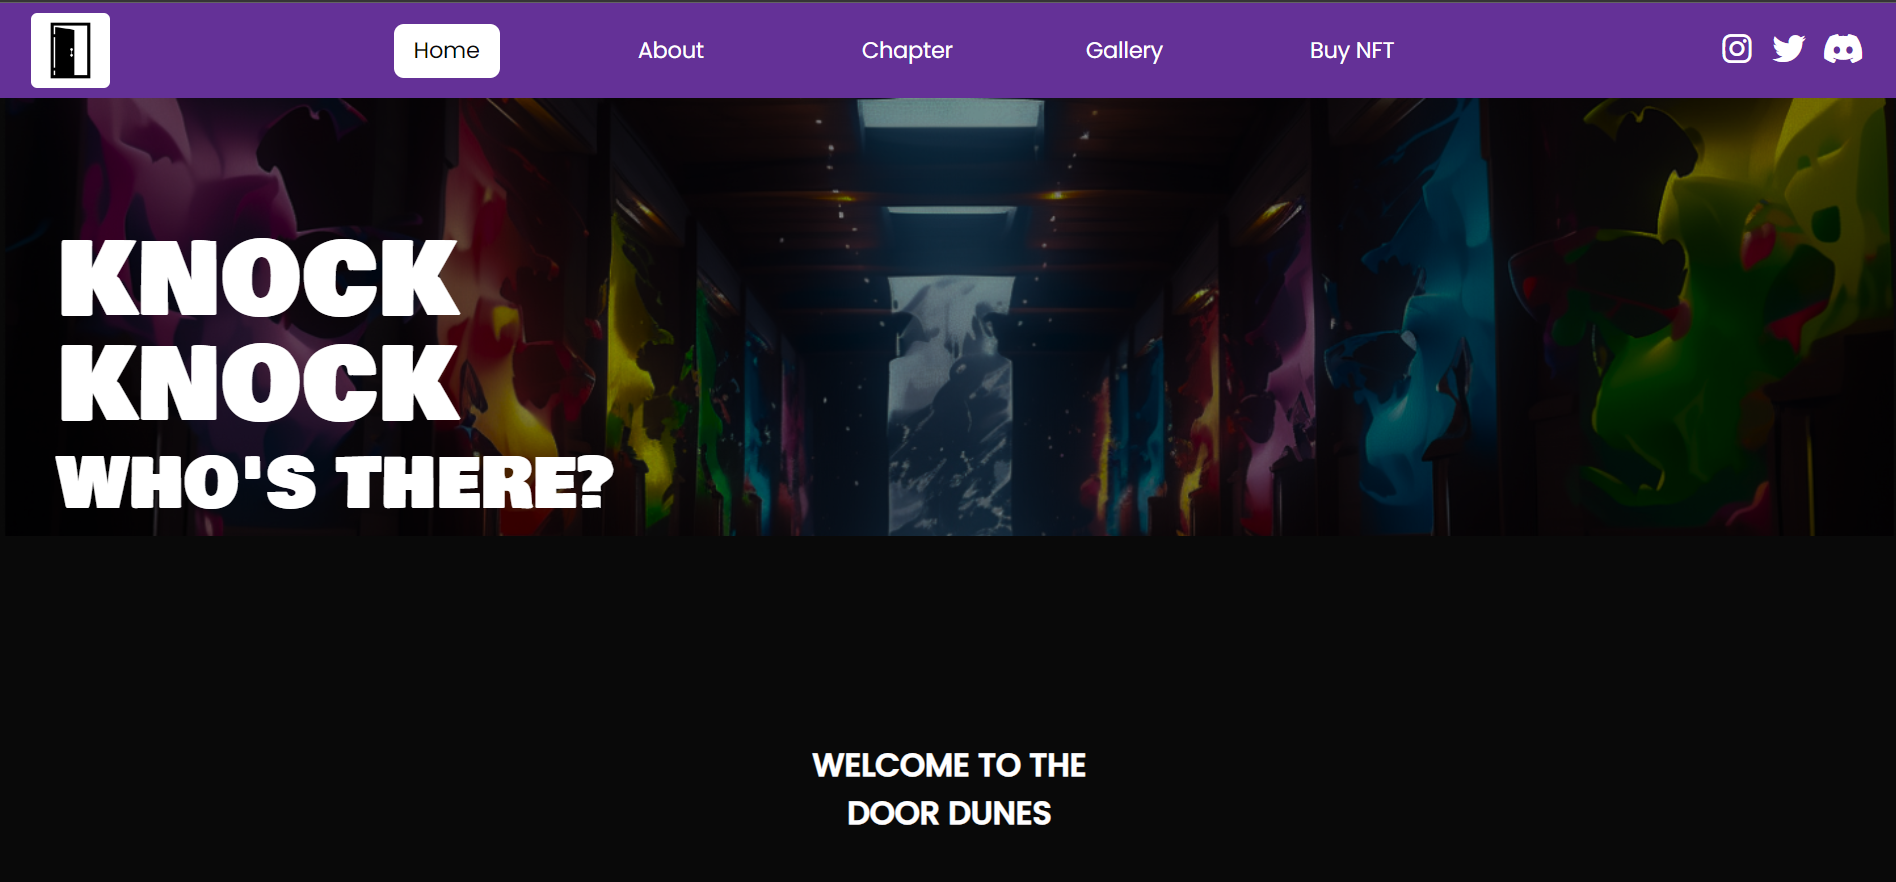 Home
About
Chapter
Gallery
Buy NFT
KNOCK
KNOCK
WHO'S THERE?
WELCOME TO THE
DOOR DUNES